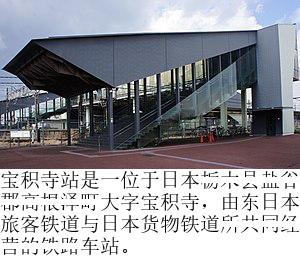 宝积寺站是一位于日本栃木县盐谷
郡高根泽町大字宝积寺，由东日本
旅客铁道与日本货物铁道所共同经
营的铁路车站。